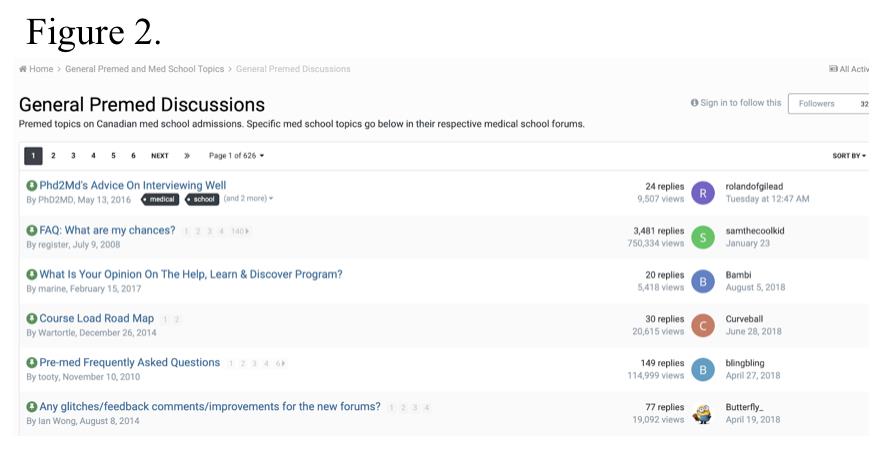 Figure 2.
Home > General Premed and Med School Topics > General Premed Discussions
All Activ
General Premed Discussions
Sign in to follow this
Followers 32
Premed topics on Canadian med school admissions. Specific med school topics go below in their respective medical school forums.
1 2 3 4 5 6 NEXT » Page 1 of 626
SORT BY
Phd2Md's Advice On Interviewing Well
By PhD2MD, May 13, 2016 medical school (and 2 more)
24 replies
9,507 views
R
rolandofgilead
Tuesday at 12:47 AM
FAQ: What are my chances? 1 2 3 4 140
By register, July 9, 2008
3,481 replies
750,334 views
S
samthecoolkid
January 23
What Is Your Opinion On The Help, Learn & Discover Program?
By marine, February 15, 2017
20 replies
5,418 views
B
Bambi
August 5, 2018
Course Load Road Map 1 2
By Wartortle, December 26, 2014
30 replies
20,615 views
C
Curveball
June 28, 2018
Pre-med Frequently Asked Questions 1 2 3 4 6
By tooty, November 10, 2010
149 replies
114,999 views
B
blingbling
April 27, 2018
Any glitches/feedback comments/improvements for the new forums? 1 2 3 4
By Ian Wong, August 8, 2014
77 replies
19,092 views
Butterfly_
April 19, 2018